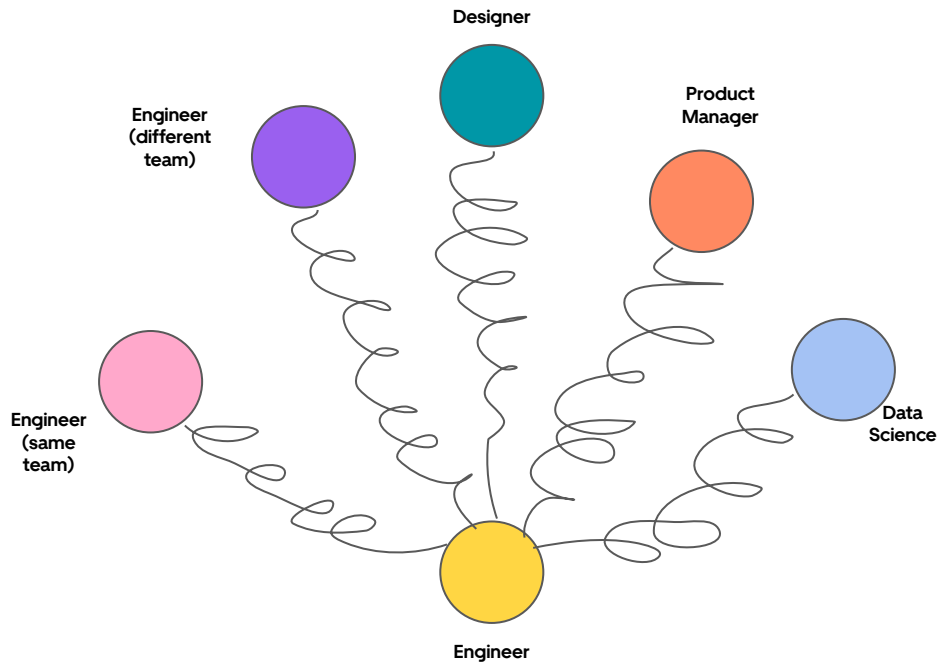 Designer
Engineer
(different
team)
Product
Manager
Engineer
(same
team)
Data
Science
Engineer